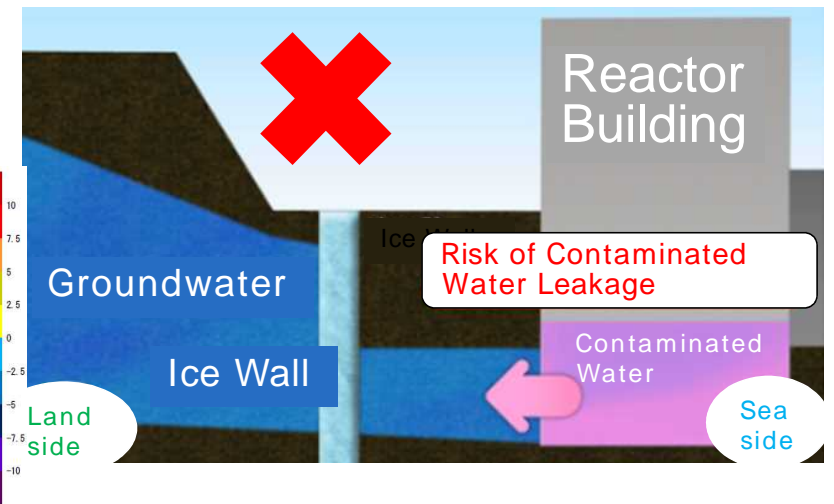 Reactor
Building
Ice
Risk of Contaminated
Water Leakage
Groundwater
Contaminated
Water
Ice Wall
Land
side
Sea
side
10
7.5
5
2.5
0
-2.5
-5
-7.5
-10